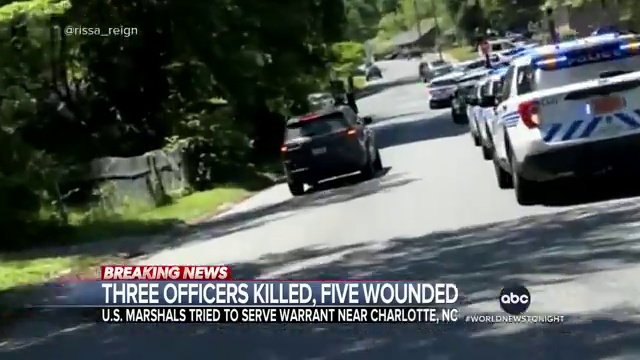 @rissa_reign
POLICE
BREAKING NEWS
THREE OFFICERS KILLED, FIVE WOUNDED
abc
U.S. MARSHALS TRIED TO SERVE WARRANT NEAR CHARLOTTE, NC
#WORLDNEWSTONIGHT